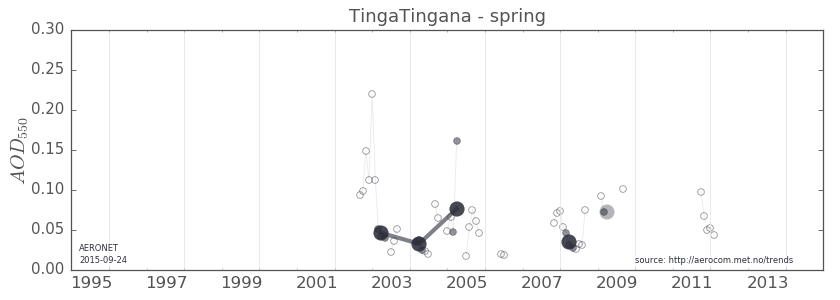 TingaTingana - spring
0.30
0.25
0.20
0.15
0.10
0.05
0.00
AOD550
AERONET
2015-09-24
source: http://aerocom.met.no/trends
1995 1997 1999 2001 2003 2005 2007 2009 2011 2013